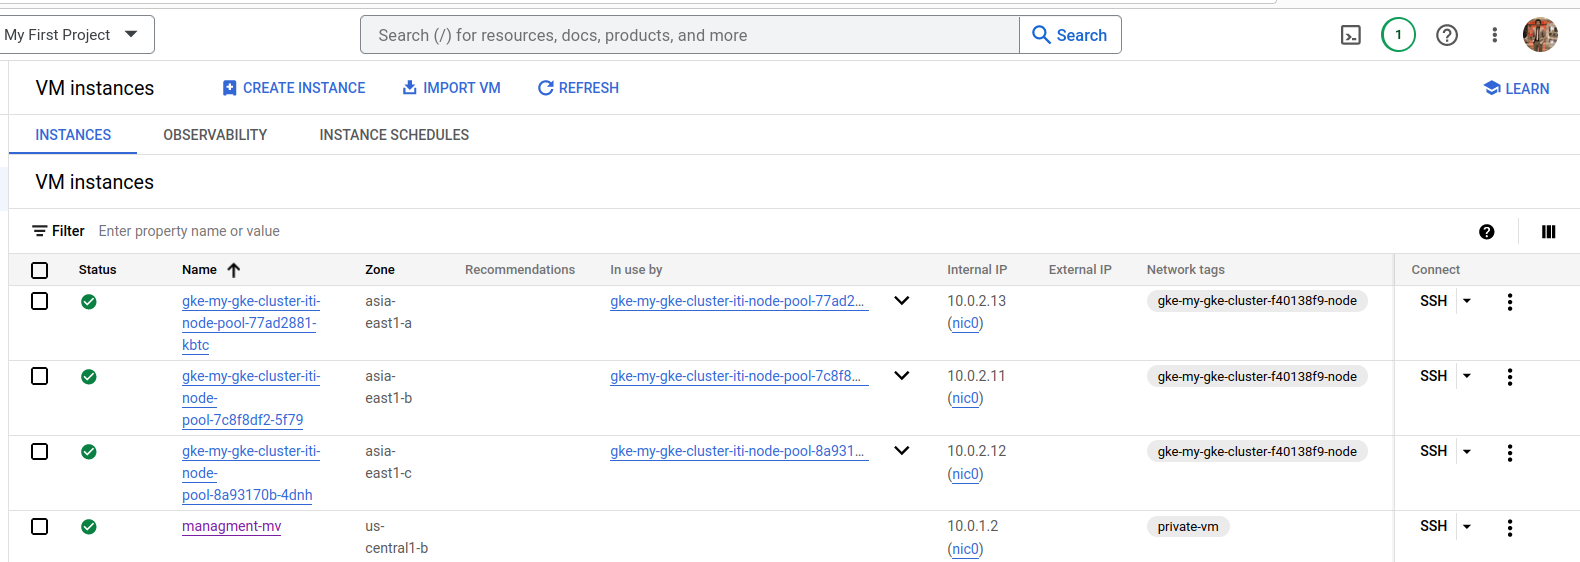 My First Project
Search (/) for resources, docs, products, and more
Search
1
VM instances
CREATE INSTANCE
IMPORT VM
REFRESH
LEARN
INSTANCES
OBSERVABILITY
INSTANCE SCHEDULES
VM instances
Filter Enter property name or value
Status Name Zone Recommendations In use by Internal IP External IP Network tags Connect
gke-my-gke-cluster-iti- asia- gke-my-gke-cluster-iti-node-pool-77ad2... 10.0.2.13 gke-my-gke-cluster-f40138f9-node SSH
node-pool-77ad2881- east1-a (nic0)
kbtc
gke-my-gke-cluster-iti- asia- gke-my-gke-cluster-iti-node-pool-7c8f8... 10.0.2.11 gke-my-gke-cluster-f40138f9-node SSH
node- east1-b (nic0)
pool-7c8f8df2-5f79
gke-my-gke-cluster-iti- asia- gke-my-gke-cluster-iti-node-pool-8a931... 10.0.2.12 gke-my-gke-cluster-f40138f9-node SSH
node- east1-c (nic0)
pool-8a93170b-4dnh
managment-mv us- 10.0.1.2 private-vm SSH
central1-b (nic0)